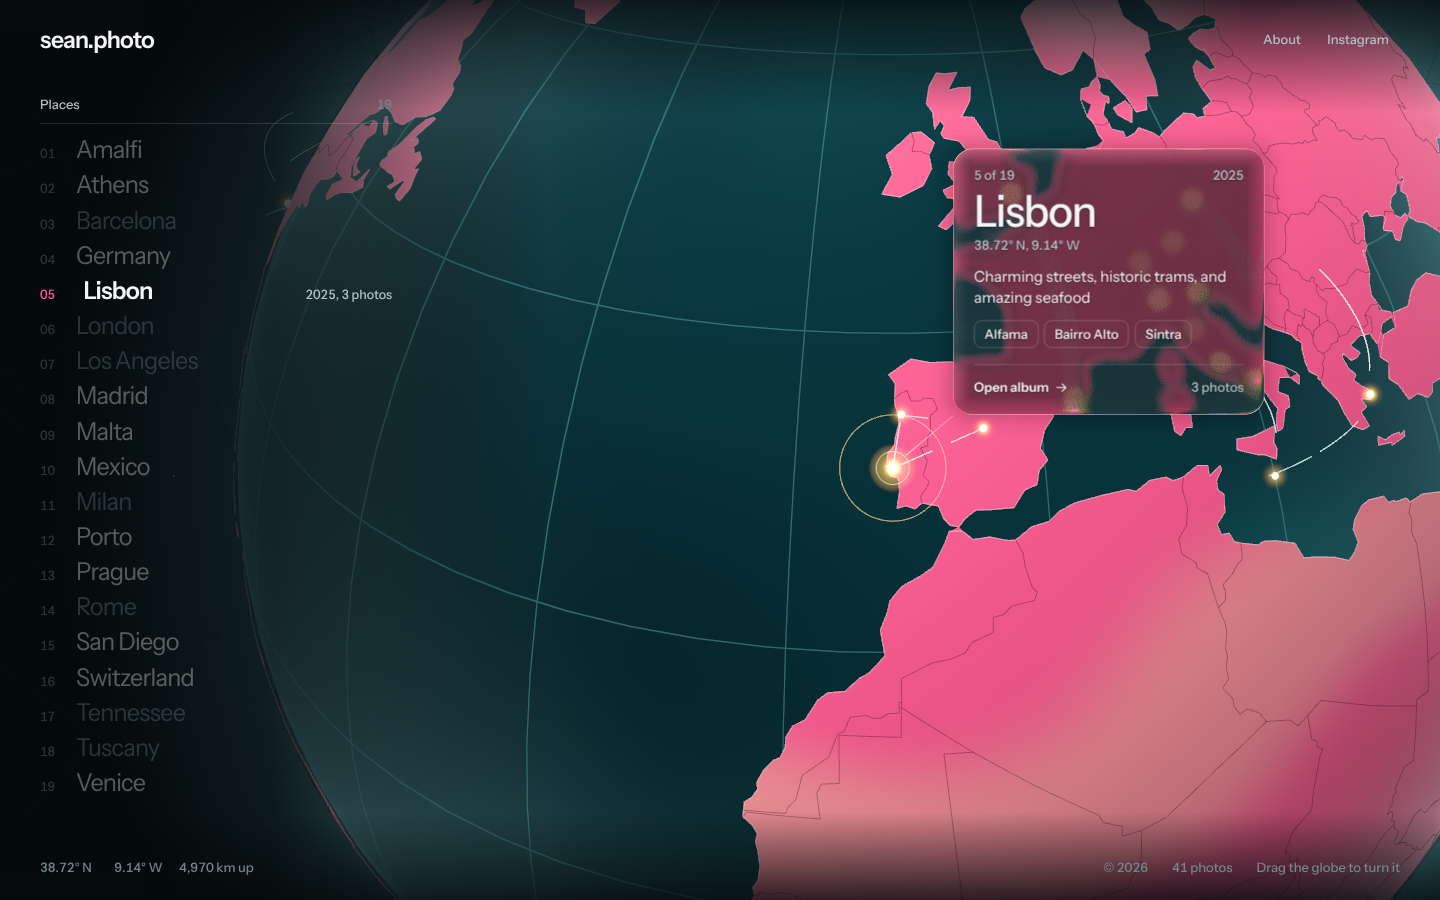 sean.photo
About
Instagram
Places
19
01 Amalfi
02 Athens
03 Barcelona
04 Germany
05 Lisbon 2025, 3 photos
06 London
07 Los Angeles
08 Madrid
09 Malta
10 Mexico
11 Milan
12 Porto
13 Prague
14 Rome
15 San Diego
16 Switzerland
17 Tennessee
18 Tuscany
19 Venice
5 of 19 2025
Lisbon
38.72° N, 9.14° W
Charming streets, historic trams, and
amazing seafood
Alfama Bairro Alto Sintra
Open album → 3 photos
38.72° N 9.14° W 4,970 km up
© 2026 41 photos Drag the globe to turn it